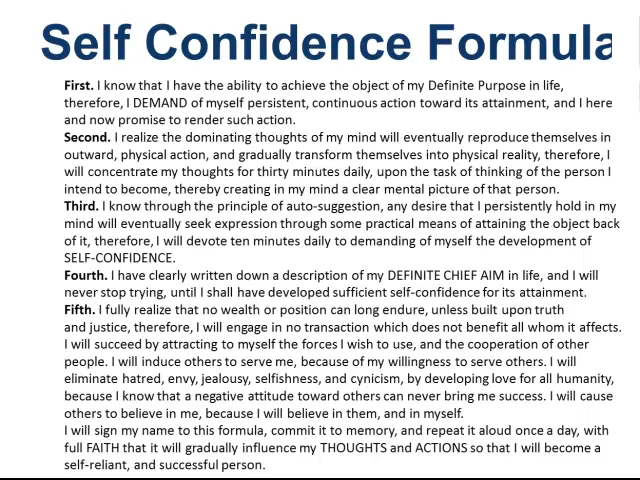 Self Confidence Formula
First. I know that I have the ability to achieve the object of my Definite Purpose in life,
therefore, I DEMAND of myself persistent, continuous action toward its attainment, and I here
and now promise to render such action.
Second. I realize the dominating thoughts of my mind will eventually reproduce themselves in
outward, physical action, and gradually transform themselves into physical reality, therefore, I
will concentrate my thoughts for thirty minutes daily, upon the task of thinking of the person I
intend to become, thereby creating in my mind a clear mental picture of that person.
Third. I know through the principle of auto-suggestion, any desire that I persistently hold in my
mind will eventually seek expression through some practical means of attaining the object back
of it, therefore, I will devote ten minutes daily to demanding of myself the development of
SELF-CONFIDENCE.
Fourth. I have clearly written down a description of my DEFINITE CHIEF AIM in life, and I will
never stop trying, until I shall have developed sufficient self-confidence for its attainment.
Fifth. I fully realize that no wealth or position can long endure, unless built upon truth
and justice, therefore, I will engage in no transaction which does not benefit all whom it affects.
I will succeed by attracting to myself the forces I wish to use, and the cooperation of other
people. I will induce others to serve me, because of my willingness to serve others. I will
eliminate hatred, envy, jealousy, selfishness, and cynicism, by developing love for all humanity,
because I know that a negative attitude toward others can never bring me success. I will cause
others to believe in me, because I will believe in them, and in myself.
I will sign my name to this formula, commit it to memory, and repeat it aloud once a day, with
full FAITH that it will gradually influence my THOUGHTS and ACTIONS so that I will become a
self-reliant, and successful person.